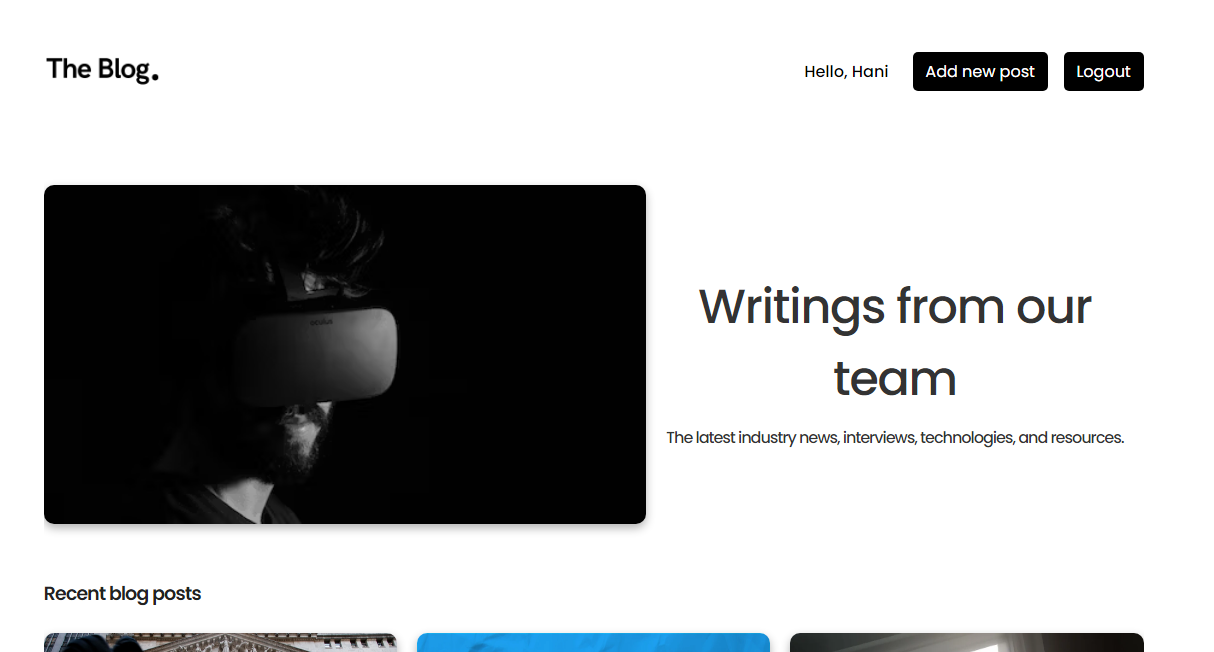 The Blog.
Hello, Hani
Add new post
Logout
oculus
Writings from our
team
The latest industry news, interviews, technologies, and resources.
Recent blog posts